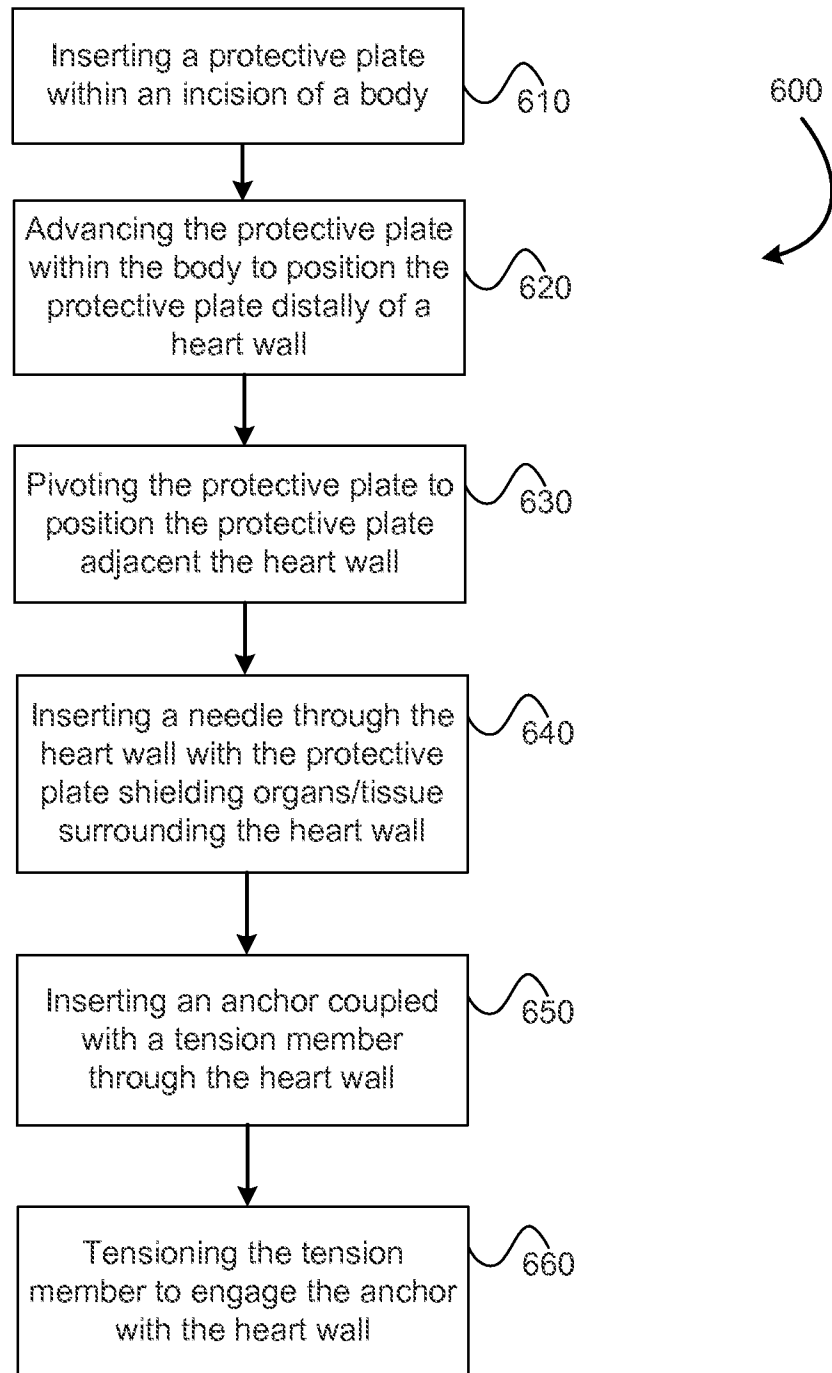 Inserting a protective plate
within an incision of a body
610
600
Advancing the protective plate
within the body to position the
protective plate distally of a
heart wall
620
Pivoting the protective plate to
position the protective plate
adjacent the heart wall
630
Inserting a needle through the
heart wall with the protective
plate shielding organs/tissue
surrounding the heart wall
640
Inserting an anchor coupled
with a tension member
through the heart wall
650
Tensioning the tension
member to engage the anchor
with the heart wall
660